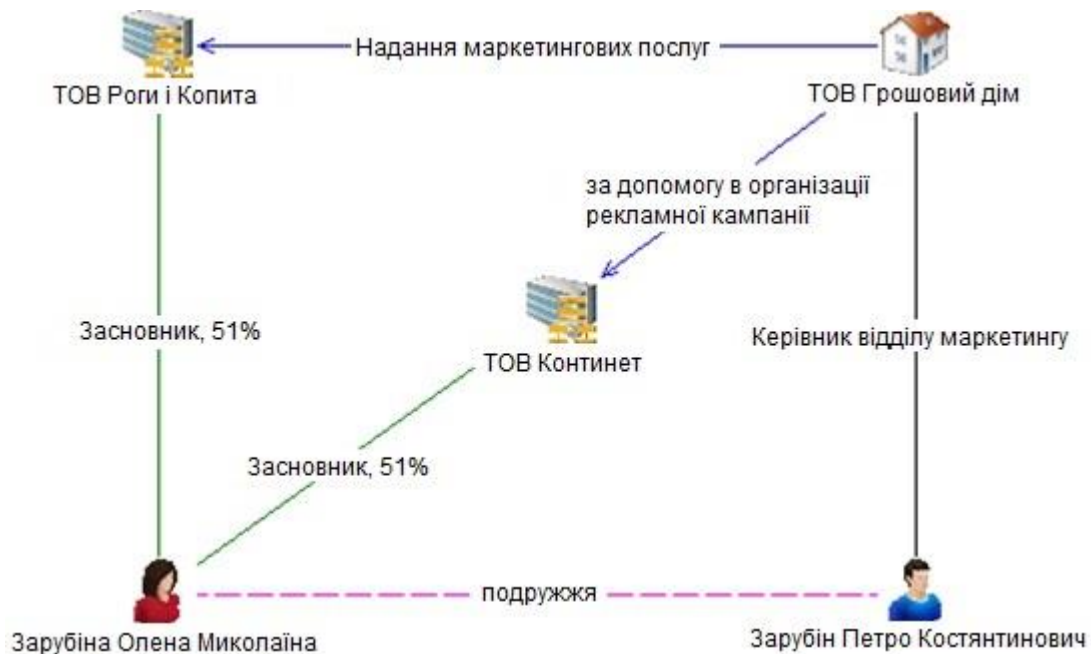 Надання маркетингових послуг
ТОВ Роги і Копита
ТОВ Грошовий дім
за допомогу в організації
рекламної кампанії
Засновник, 51%
Керівник відділу маркетингу
ТОВ Континет
Засновник, 51%
подружжя
Зарубіна Олена Миколаїна
Зарубін Петро Костянтинович